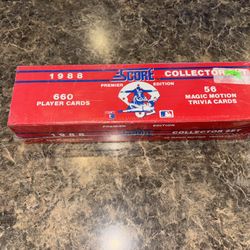 1988 SCORE COLLECTOR
PREMIER EDITION
660 56
PLAYER CARDS MAGIC MOTION
TRIVIA CARDS
1988 COLLECTOR SET